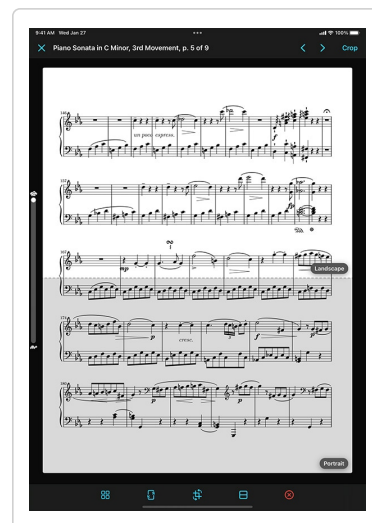 9:41 AM Wed Jan 27
100%
Piano Sonata in C Minor, 3rd Movement, p. 5 of 9
Crop
un poco espress.
f
mp
Landscape
p
cresc.
f
p
p
p
Portrait